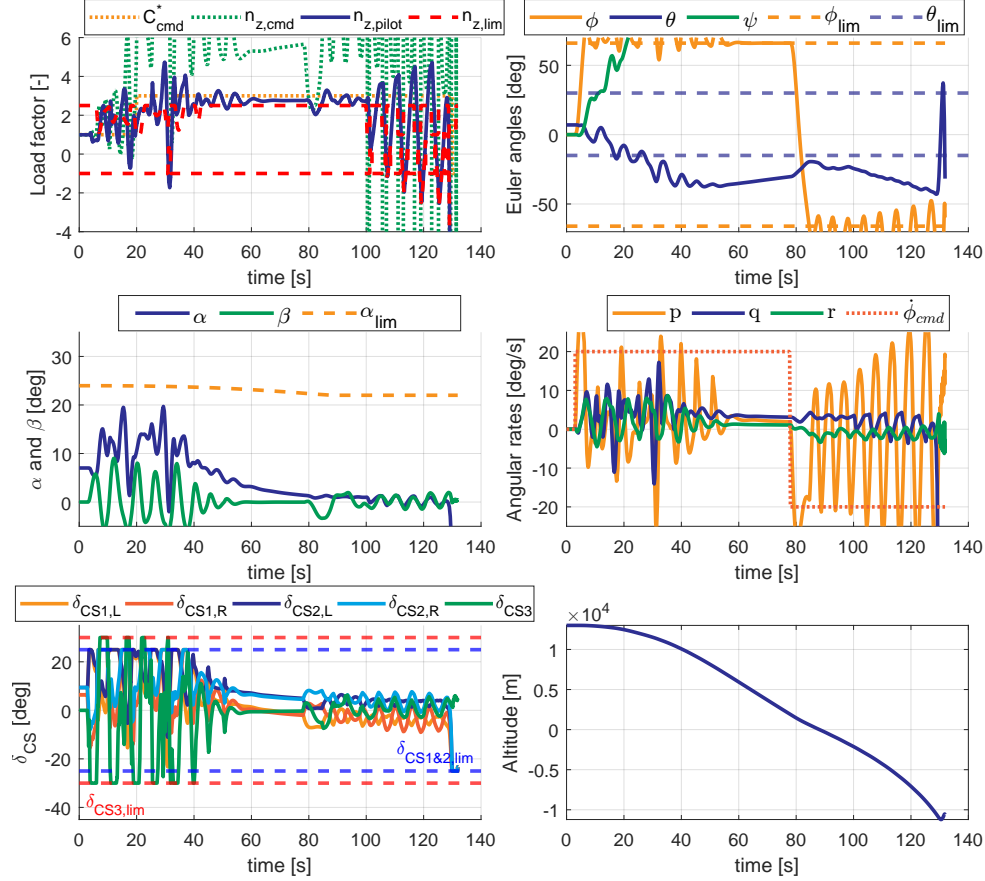 C*cmd nz,cmd nz,pilot nz,lim
6
4
2
0
-2
-4
Load factor [-]
0 20 40 60 80 100 120 140
time [s]
ϕ θ ψ ϕlim θlim
50
0
-50
Euler angles [deg]
0 20 40 60 80 100 120 140
time [s]
α β αlim
30
20
10
0
α and β [deg]
0 20 40 60 80 100 120 140
time [s]
p q r ϕ̇cmd
20
10
0
-10
-20
Angular rates [deg/s]
0 20 40 60 80 100 120 140
time [s]
δCS1,L δCS1,R δCS2,L δCS2,R δCS3
20
0
-20
-40
δCS [deg]
δCS1&2,lim
δCS3,lim
0 20 40 60 80 100 120 140
time [s]
×10⁴
1
0.5
0
-0.5
-1
Altitude [m]
0 20 40 60 80 100 120 140
time [s]